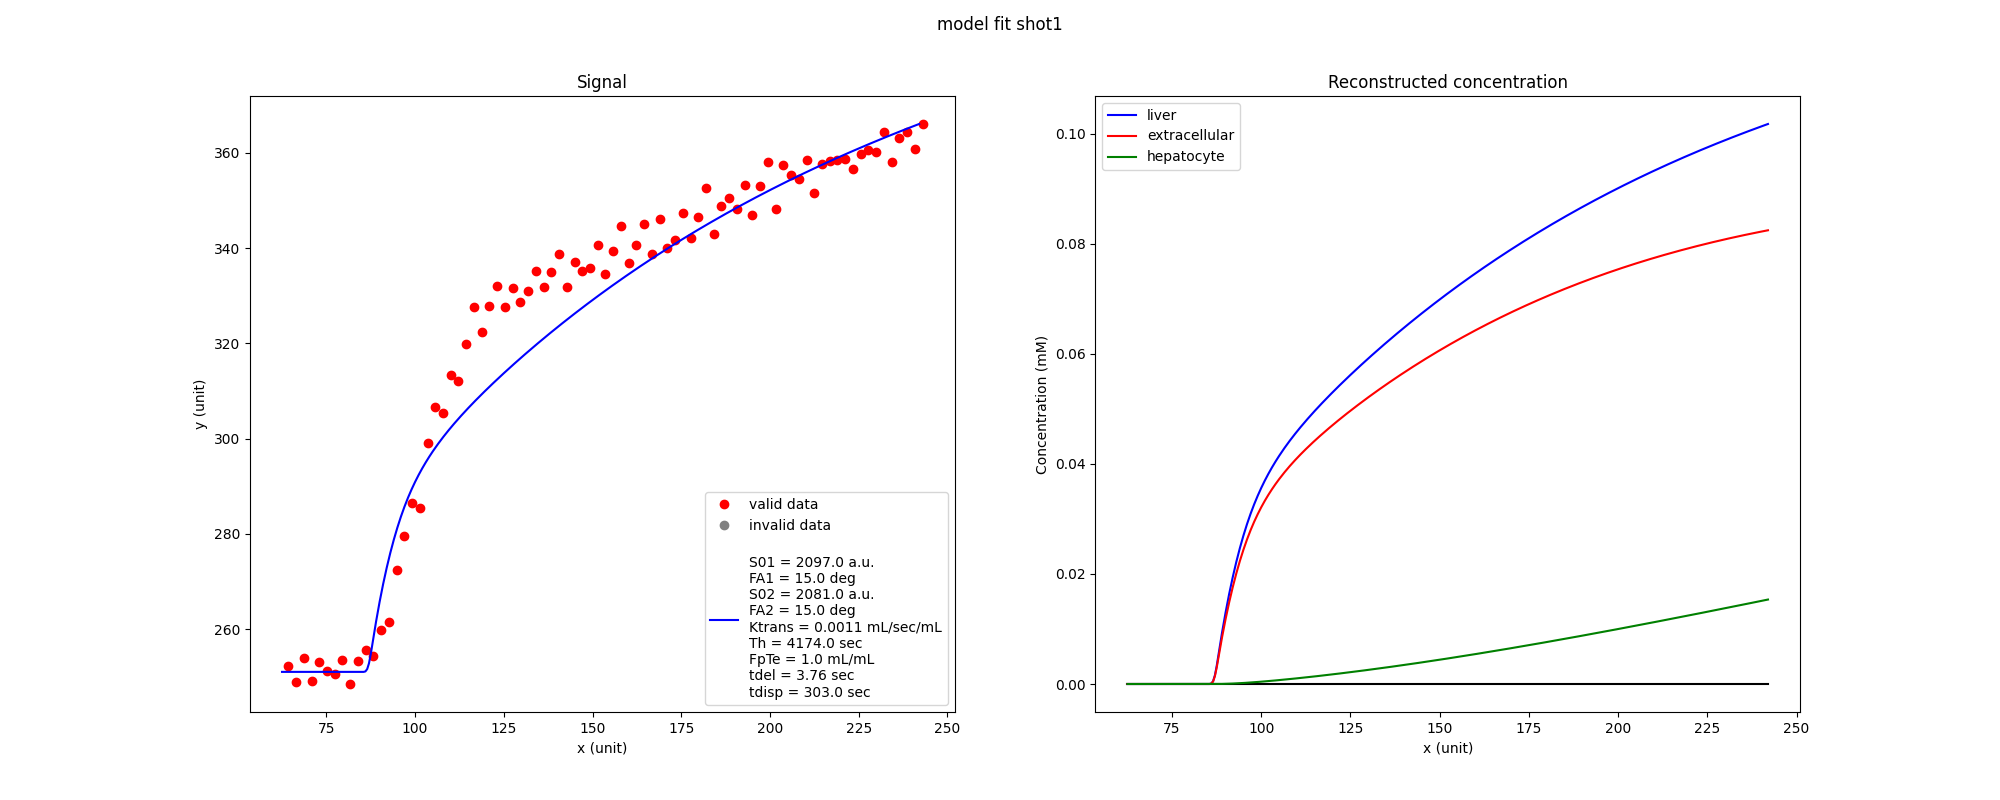 model fit shot1
Signal
y (unit)
360
340
320
300
280
260
valid data
invalid data
S01 = 2097.0 a.u.
FA1 = 15.0 deg
S02 = 2081.0 a.u.
FA2 = 15.0 deg
Ktrans = 0.0011 mL/sec/mL
Th = 4174.0 sec
FpTe = 1.0 mL/mL
tdel = 3.76 sec
tdisp = 303.0 sec
75 100 125 150 175 200 225 250
x (unit)
Reconstructed concentration
Concentration (mM)
0.10
0.08
0.06
0.04
0.02
0.00
liver
extracellular
hepatocyte
75 100 125 150 175 200 225 250
x (unit)